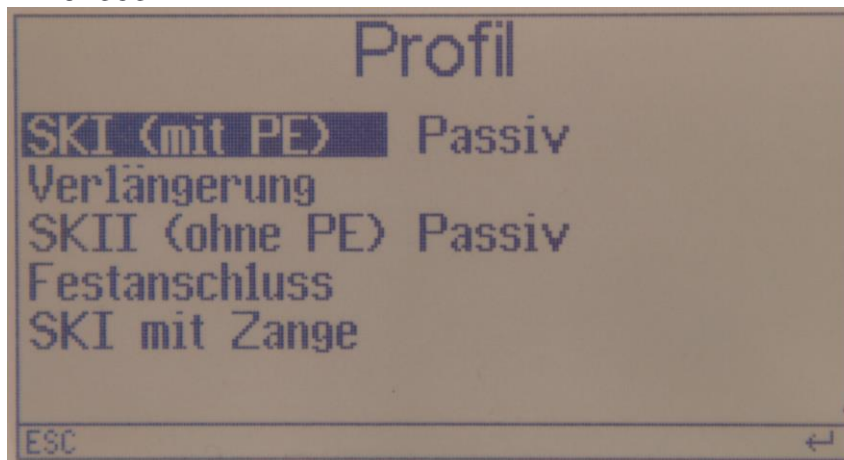 Profil
SKI (mit PE) Passiv
Verlängerung
SKII (ohne PE) Passiv
Festanschluss
SKI mit Zange
ESC ↵